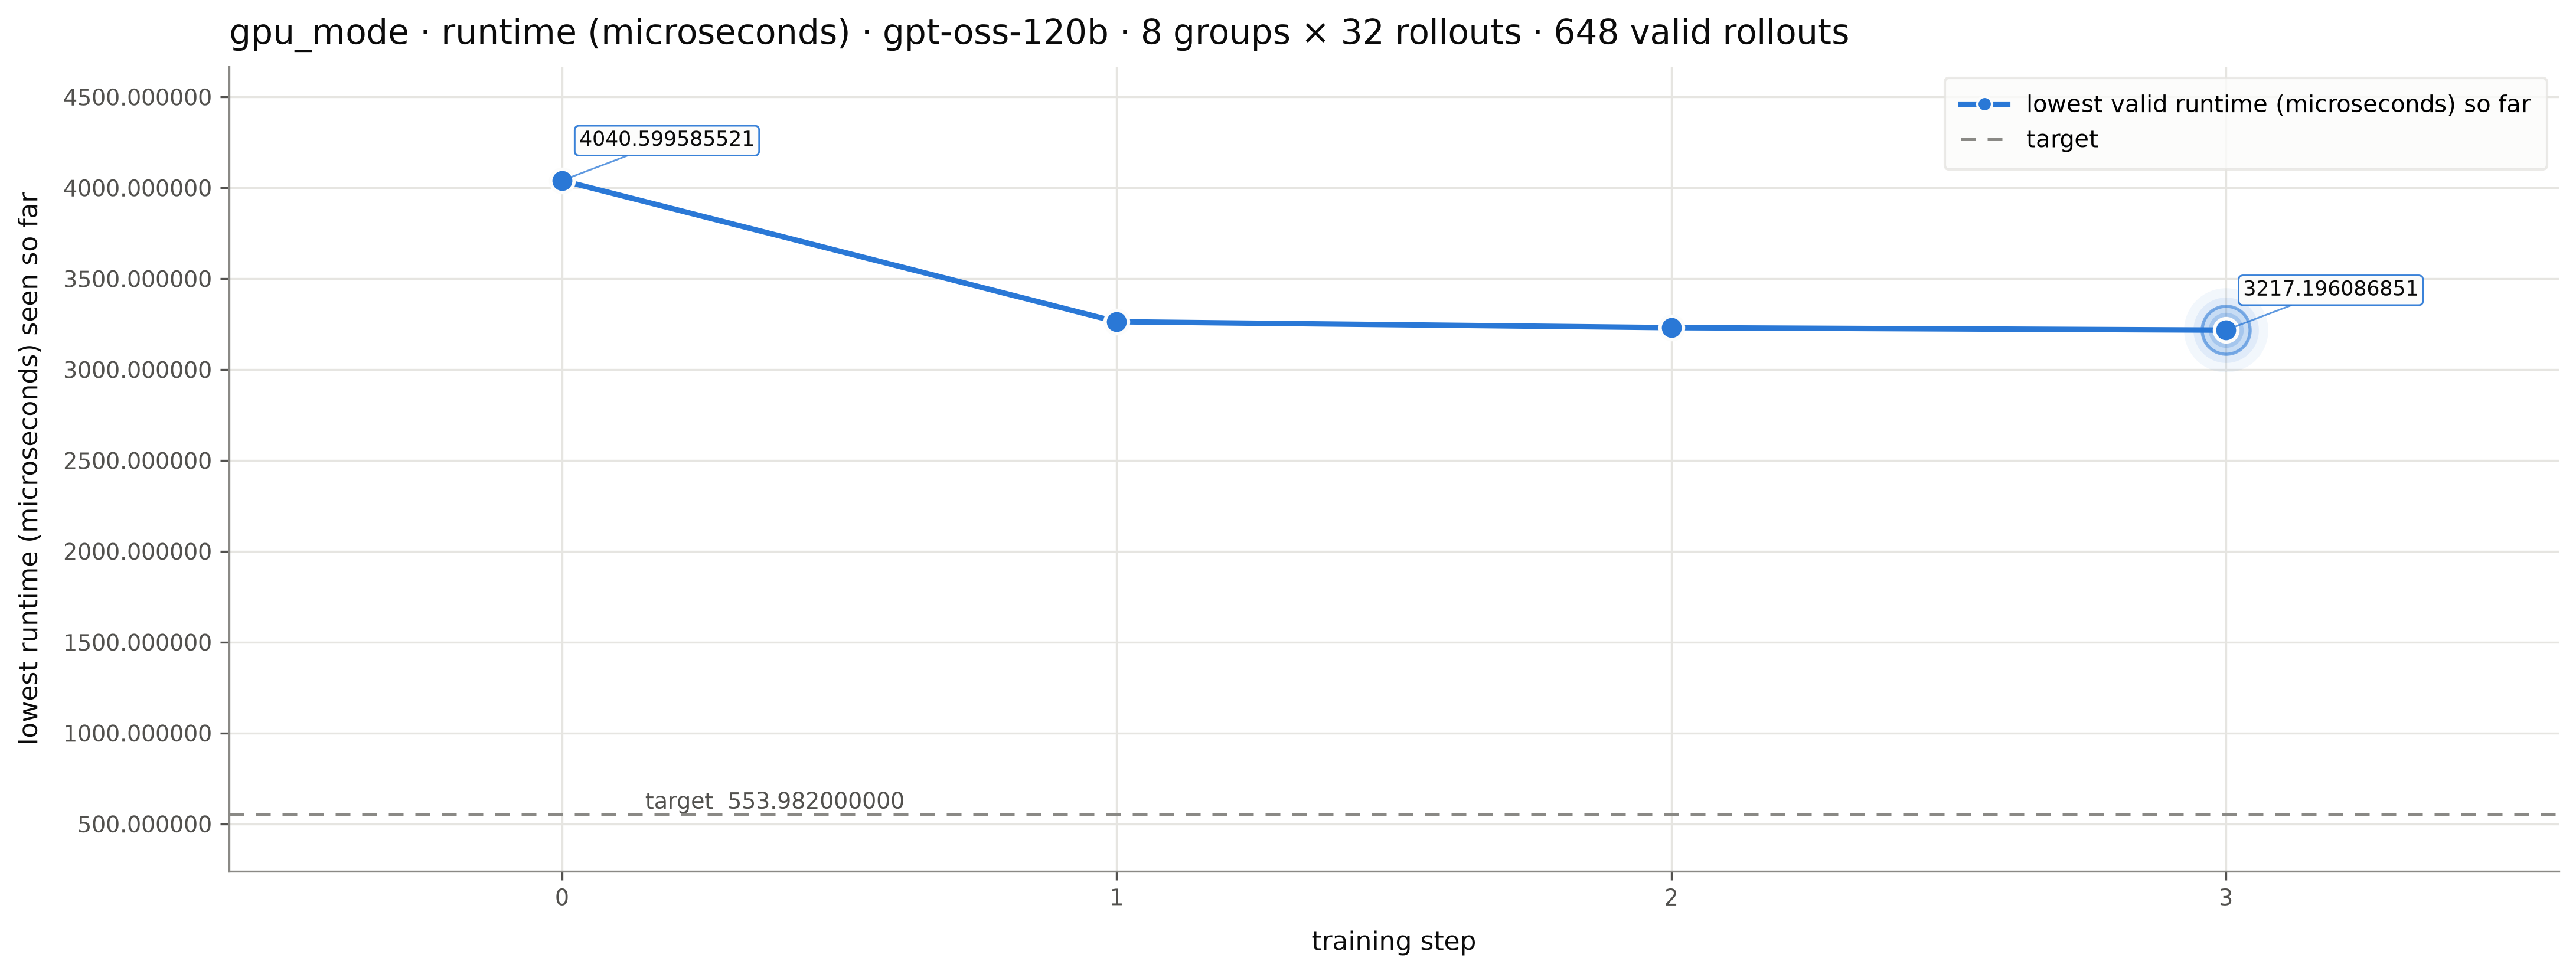 gpu_mode · runtime (microseconds) · gpt-oss-120b · 8 groups × 32 rollouts · 648 valid rollouts
lowest valid runtime (microseconds) so far
target
lowest runtime (microseconds) seen so far
4500.000000
4000.000000
3500.000000
3000.000000
2500.000000
2000.000000
1500.000000
1000.000000
500.000000
4040.599585521
3217.196086851
target 553.982000000
0
1
2
3
training step